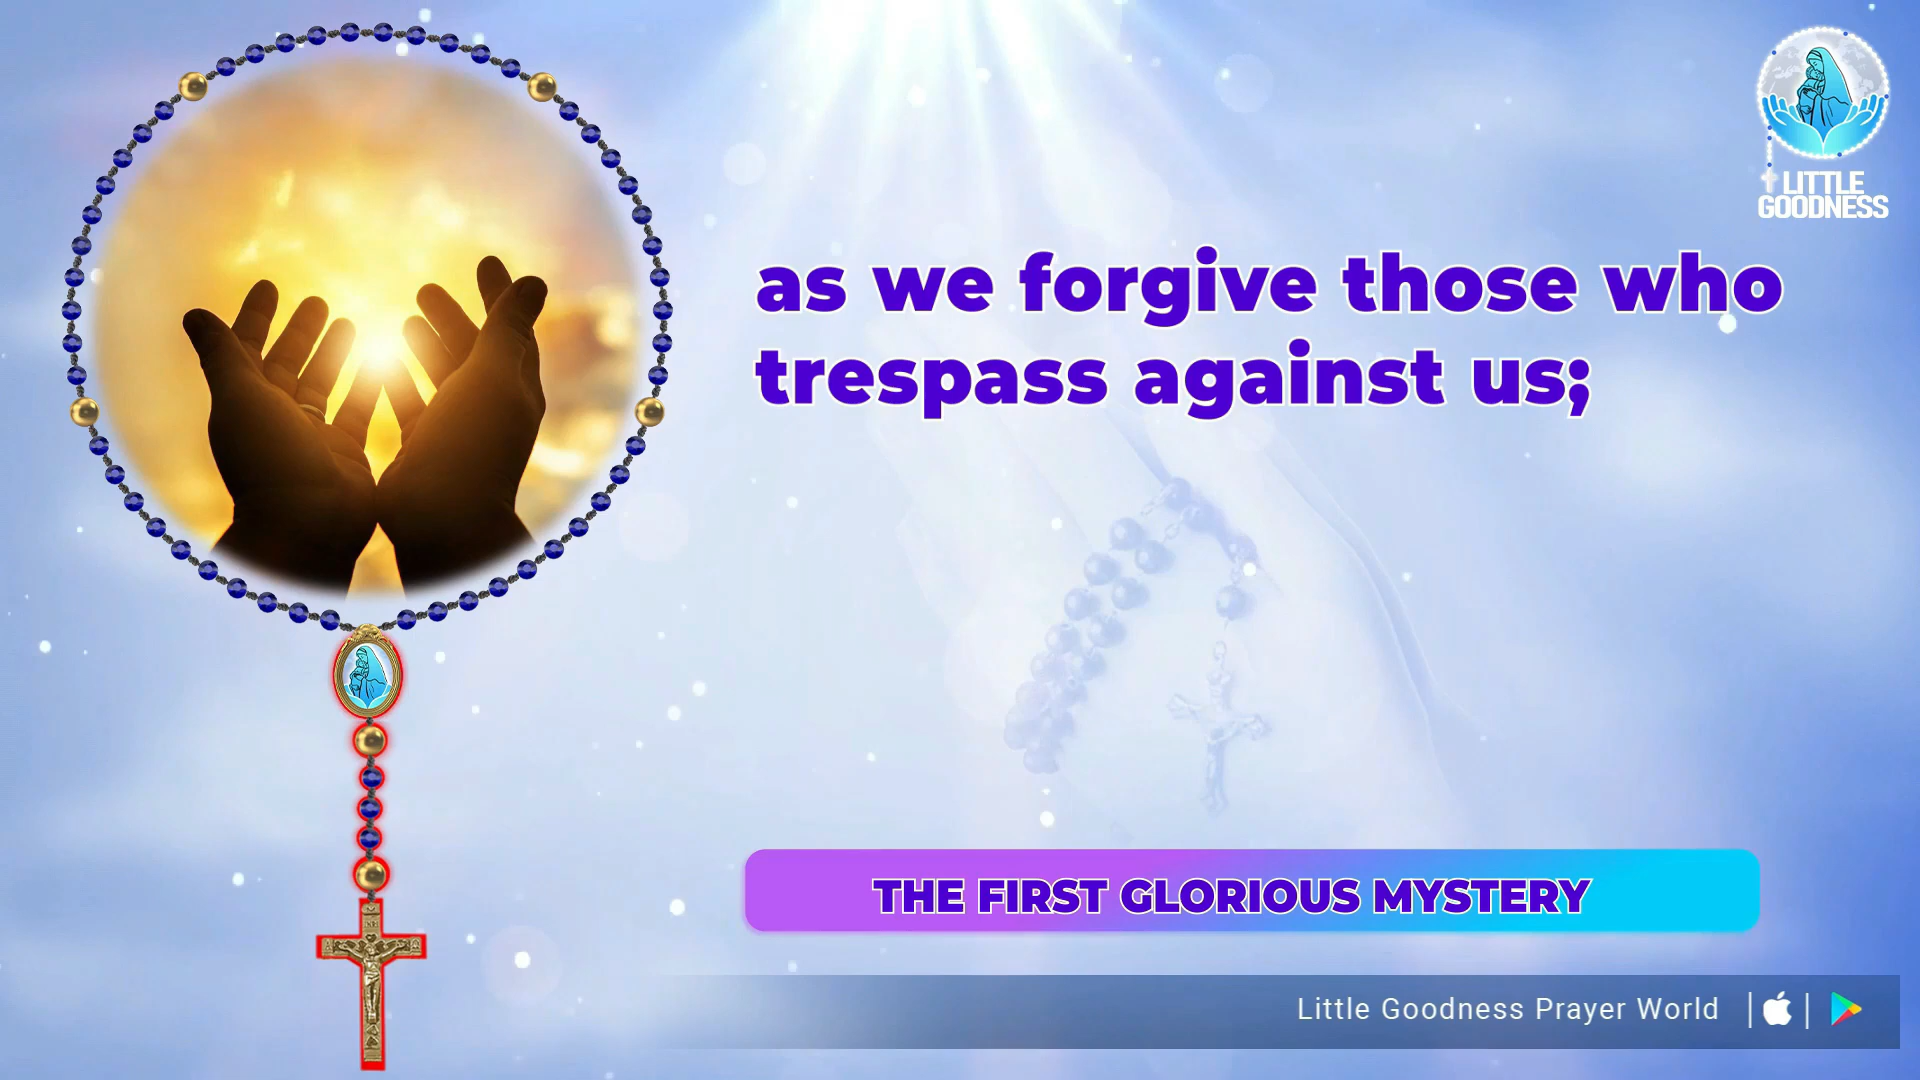 LITTLE
GOODNESS
as we forgive those who
trespass against us;
THE FIRST GLORIOUS MYSTERY
Little Goodness Prayer World